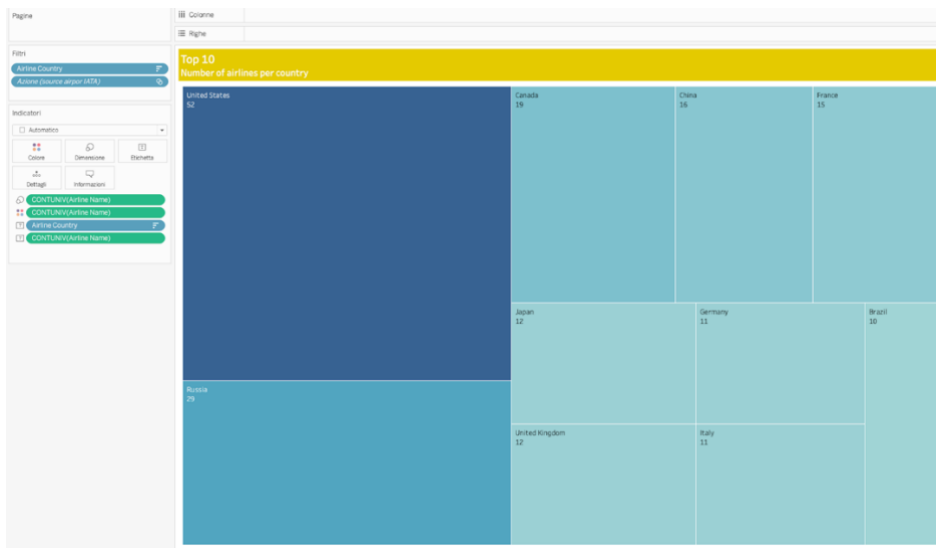 Pagine
Colonne
Righe
Filtri
Airline Country
Azione (source airpor IATA)
Indicatori
Automatico
Colore
Dimensione
Etichetta
Dettagli
Informazioni
CONTUNIV(Airline Name)
CONTUNIV(Airline Name)
Airline Country
CONTUNIV(Airline Name)
Top 10
Number of airlines per country
United States
52
Canada
19
China
16
France
15
Japan
12
Germany
11
Brazil
10
Russia
29
United Kingdom
12
Italy
11